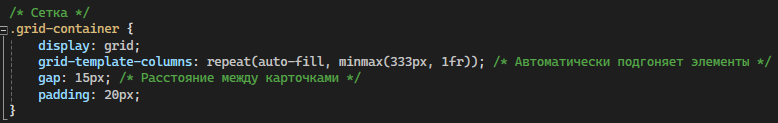 /* Сетка */
.grid-container {
display: grid;
grid-template-columns: repeat(auto-fill, minmax(333px, 1fr)); /* Автоматически подгоняет элементы */
gap: 15px; /* Расстояние между карточками */
padding: 20px;
}